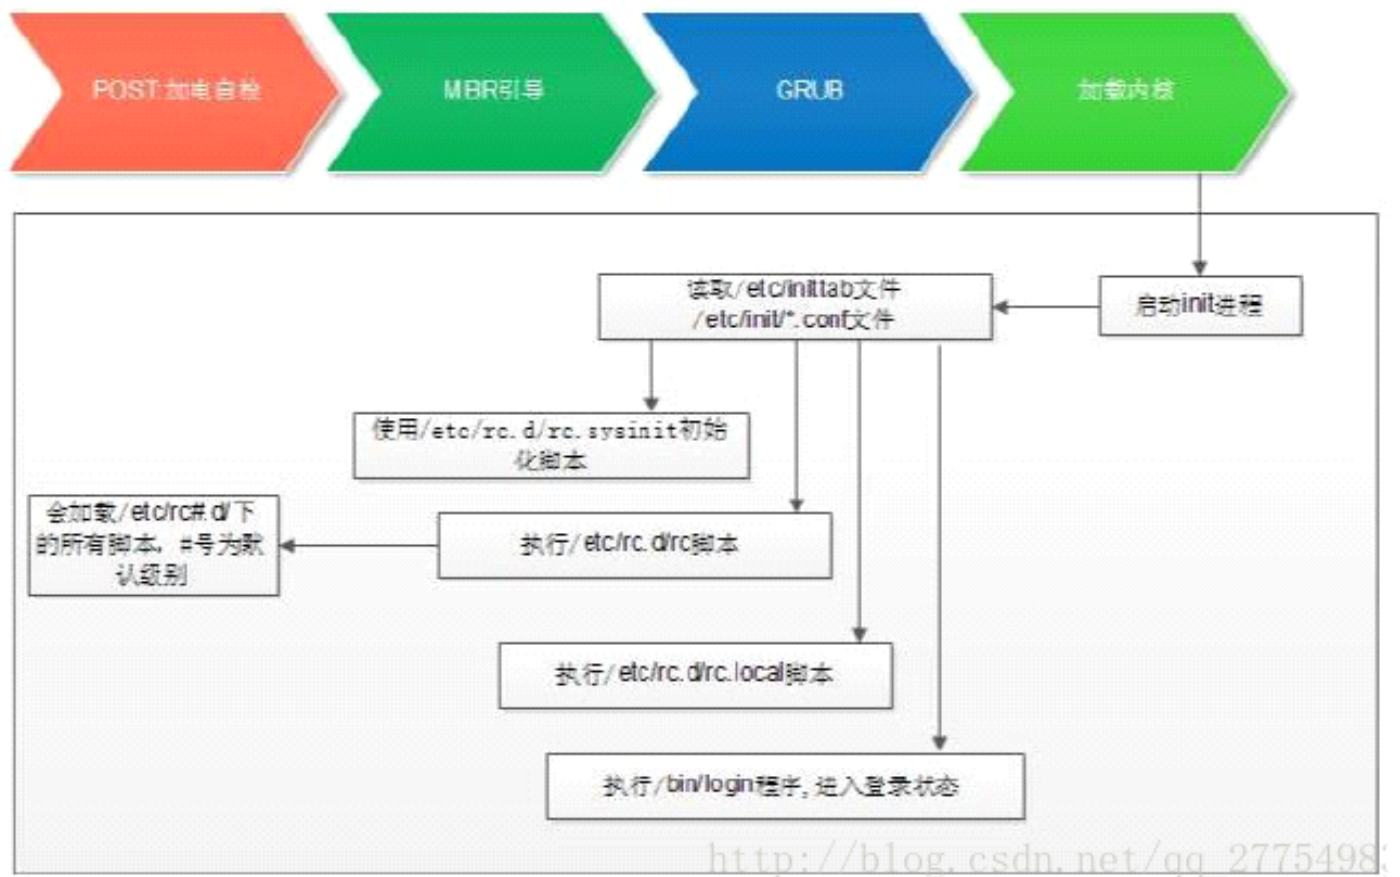 POST:加电自检
MBR引导
GRUB
加载内核
启动init进程
读取/etc/inittab文件
/etc/init/*.conf文件
使用/etc/rc.d/rc.sysinit初始
化脚本
执行/etc/rc.d/rc脚本
会加载/etc/rc#.d/下
的所有脚本，#号为默
认级别
执行/etc/rc.d/rc.local脚本
执行/bin/login程序,进入登录状态
http://blog.csdn.net/qq_2775498